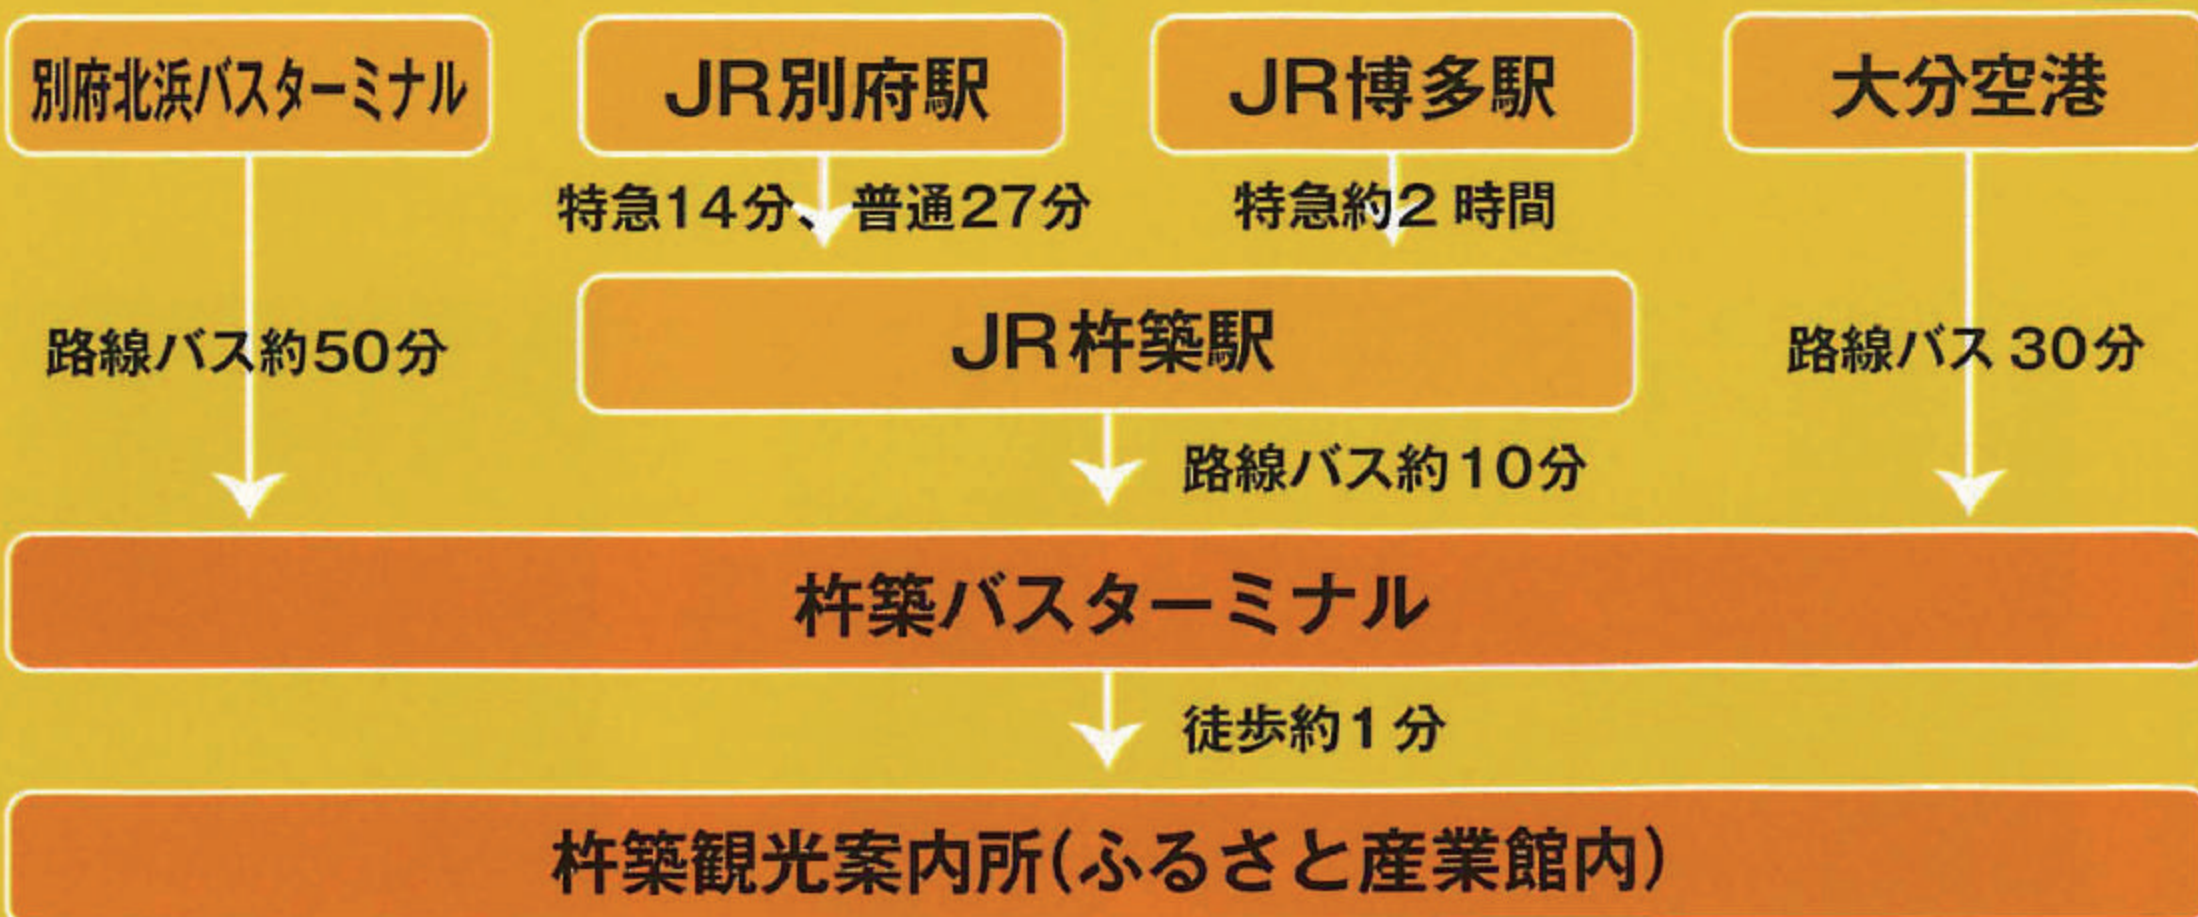 別府北浜バスターミナル
JR別府駅
JR博多駅
大分空港
特急14分、普通27分
特急約2時間
路線バス約50分
JR杵築駅
路線バス30分
路線バス約10分
杵築バスターミナル
徒歩約1分
杵築観光案内所(ふるさと産業館内)